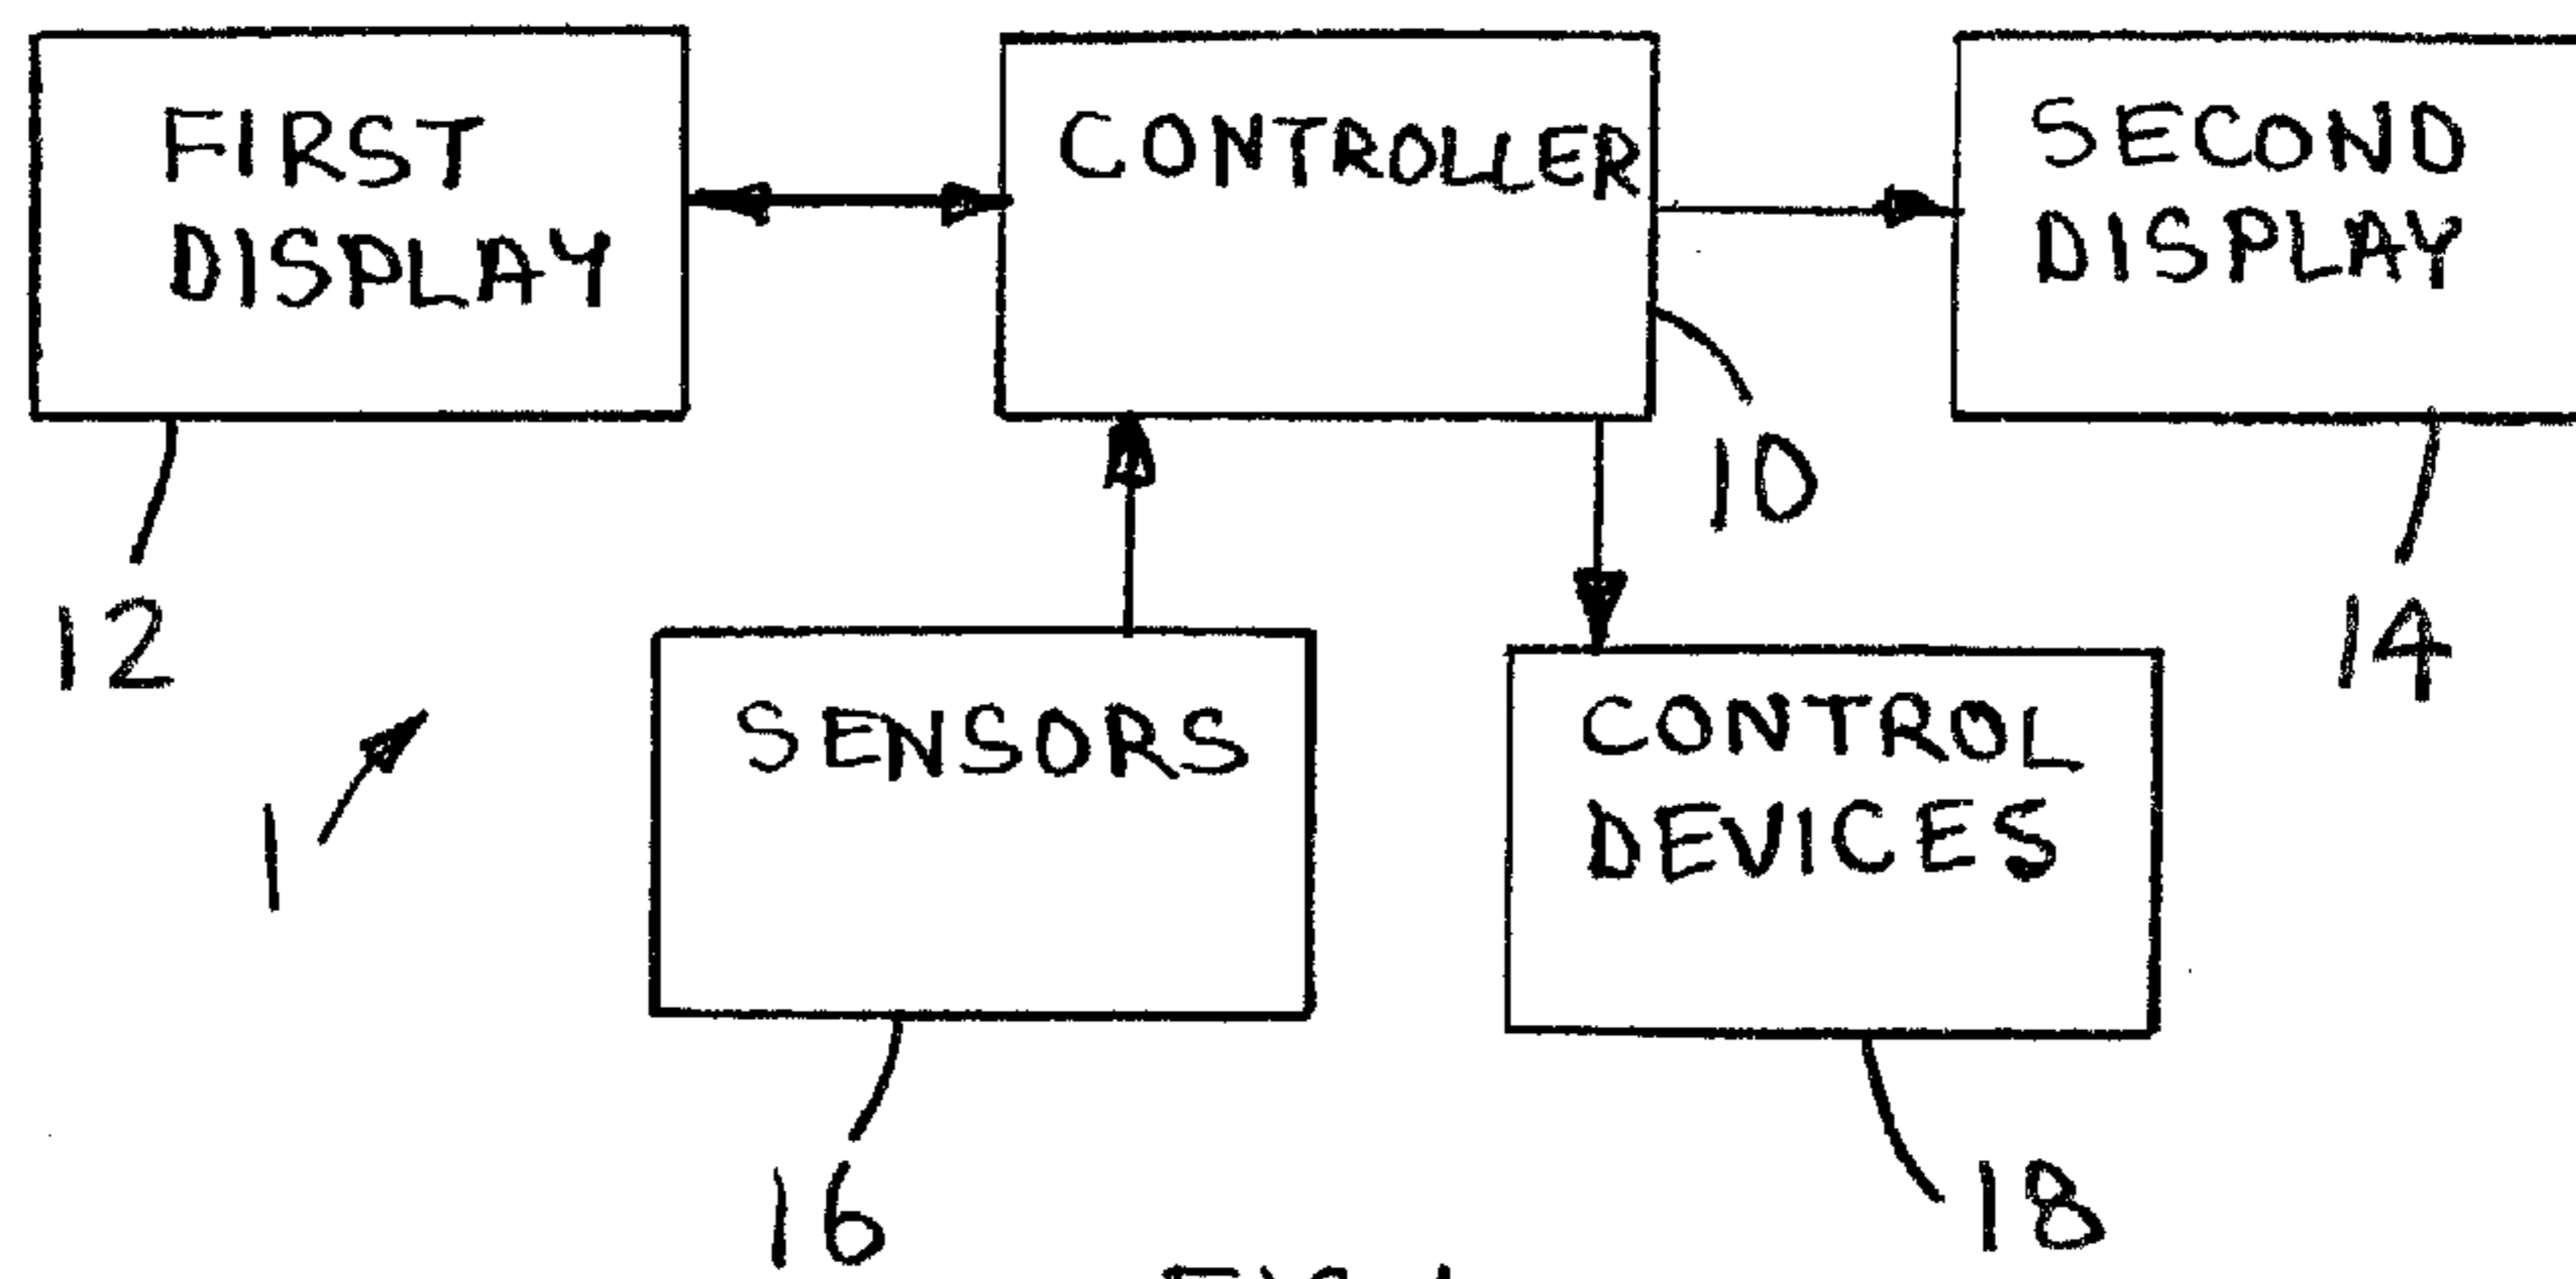 FIRST
DISPLAY
CONTROLLER
SECOND
DISPLAY
10
12
14
1
SENSORS
CONTROL
DEVICES
16
18